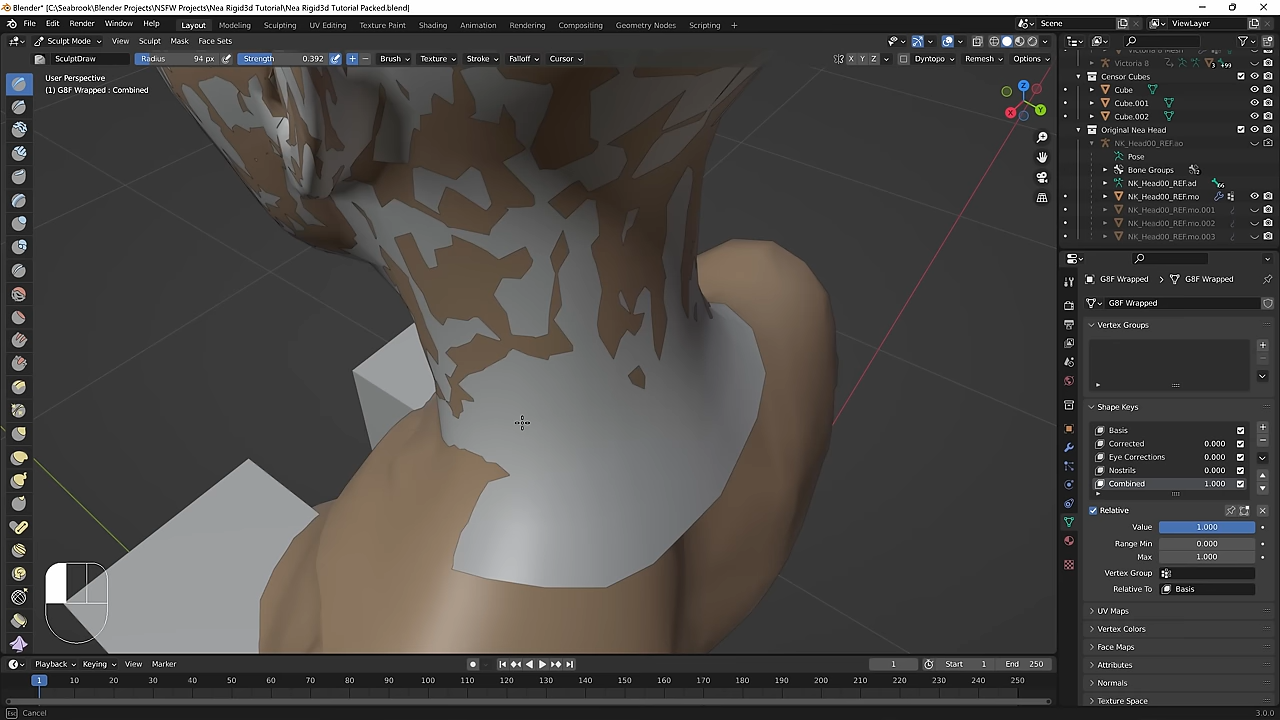 Blender* [C:\Seabrook\Blender Projects\NSFW Projects\Nea Rigid3d Tutorial\Nea Rigid3d Tutorial Packed.blend]
File Edit Render Window Help Layout Modeling Sculpting UV Editing Texture Paint Shading Animation Rendering Compositing Geometry Nodes Scripting + Scene ViewLayer
Sculpt Mode View Sculpt Mask Face Sets
SculptDraw Radius 94 px Strength 0.392 + − Brush Texture Stroke Falloff Cursor X Y Z Dyntopo Remesh Options
User Perspective
(1) G8F Wrapped : Combined
Z
Y
X
Victoria 8
Censor Cubes
Cube
Cube.001
Cube.002
Original Nea Head
NK_Head00_REF.ao
Pose
Bone Groups
NK_Head00_REF.ad
NK_Head00_REF.mo
NK_Head00_REF.mo.001
NK_Head00_REF.mo.002
NK_Head00_REF.mo.003
G8F Wrapped > G8F Wrapped
G8F Wrapped
Vertex Groups
Shape Keys
Basis
Corrected 0.000
Eye Corrections 0.000
Nostrils 0.000
Combined 1.000
Relative
Value 1.000
Range Min 0.000
Max 1.000
Vertex Group
Relative To Basis
UV Maps
Vertex Colors
Face Maps
Attributes
Normals
Texture Space
Playback Keying View Marker 1 Start 1 End 250
1 10 20 30 40 50 60 70 80 90 100 110 120 130 140 150 160 170 180 190 200 210 220 230 240 250
Esc Cancel 3.0.0